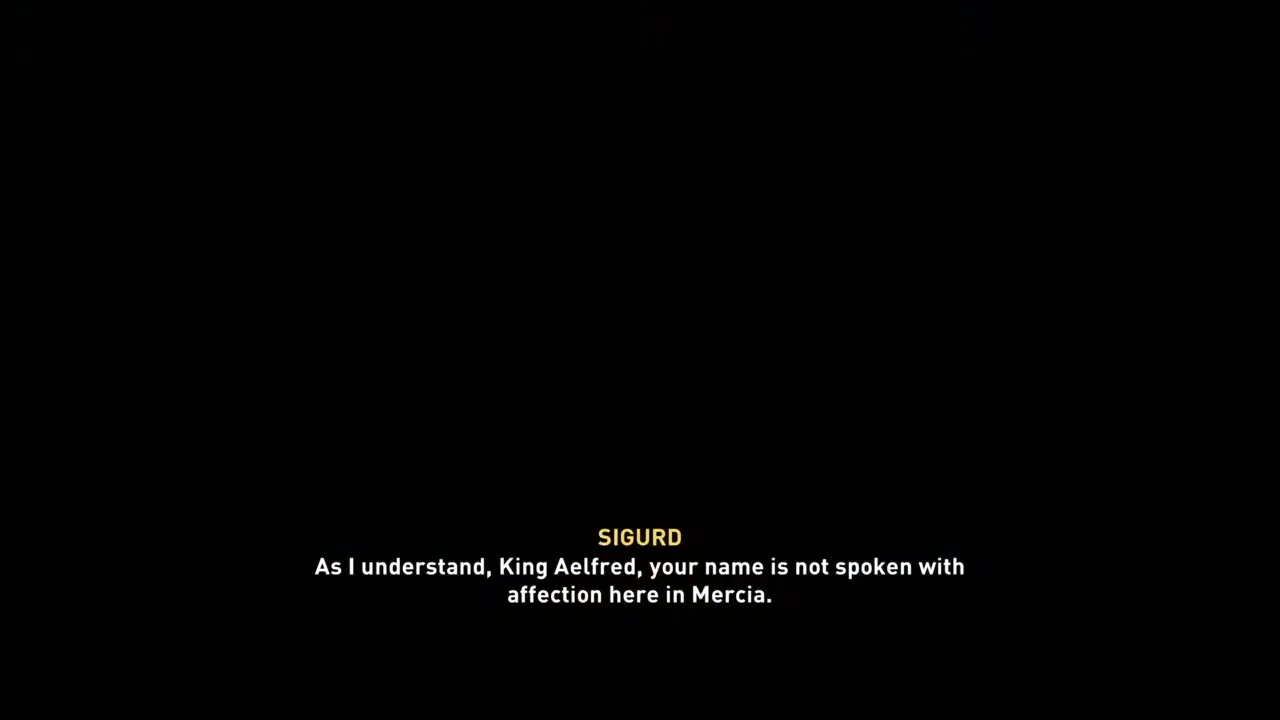 SIGURD
As I understand, King Aelfred, your name is not spoken with
affection here in Mercia.